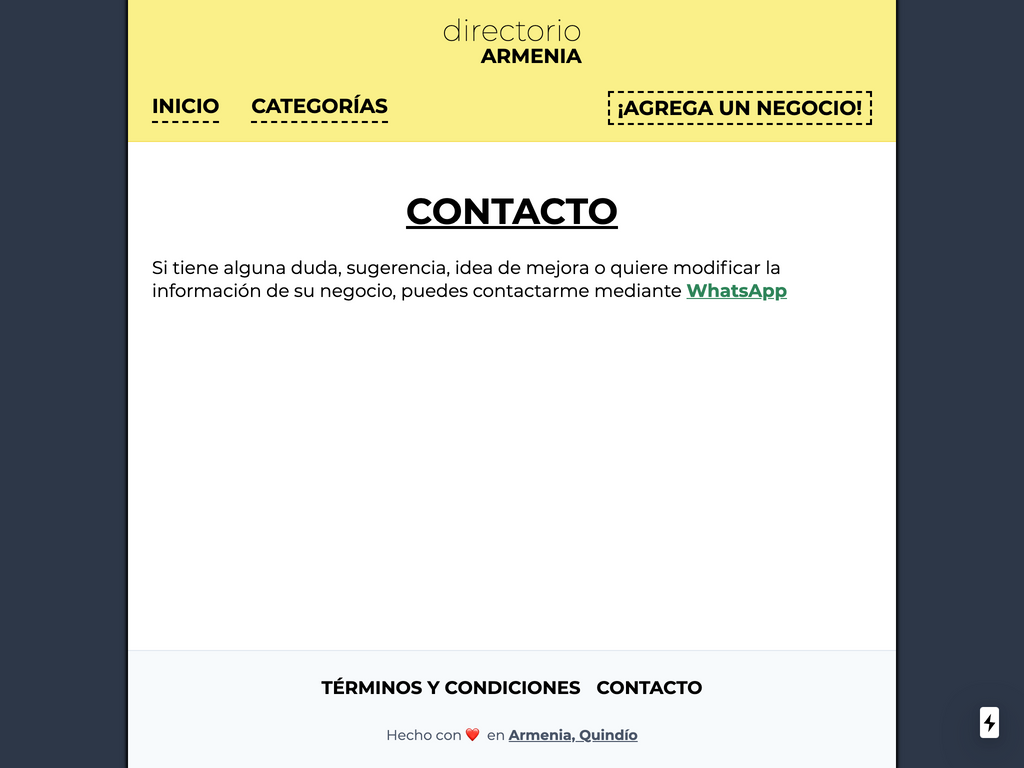 directorio
ARMENIA
INICIO CATEGORÍAS ¡AGREGA UN NEGOCIO!
CONTACTO
Si tiene alguna duda, sugerencia, idea de mejora o quiere modificar la
información de su negocio, puedes contactarme mediante WhatsApp
TÉRMINOS Y CONDICIONES CONTACTO
Hecho con ❤️ en Armenia, Quindío